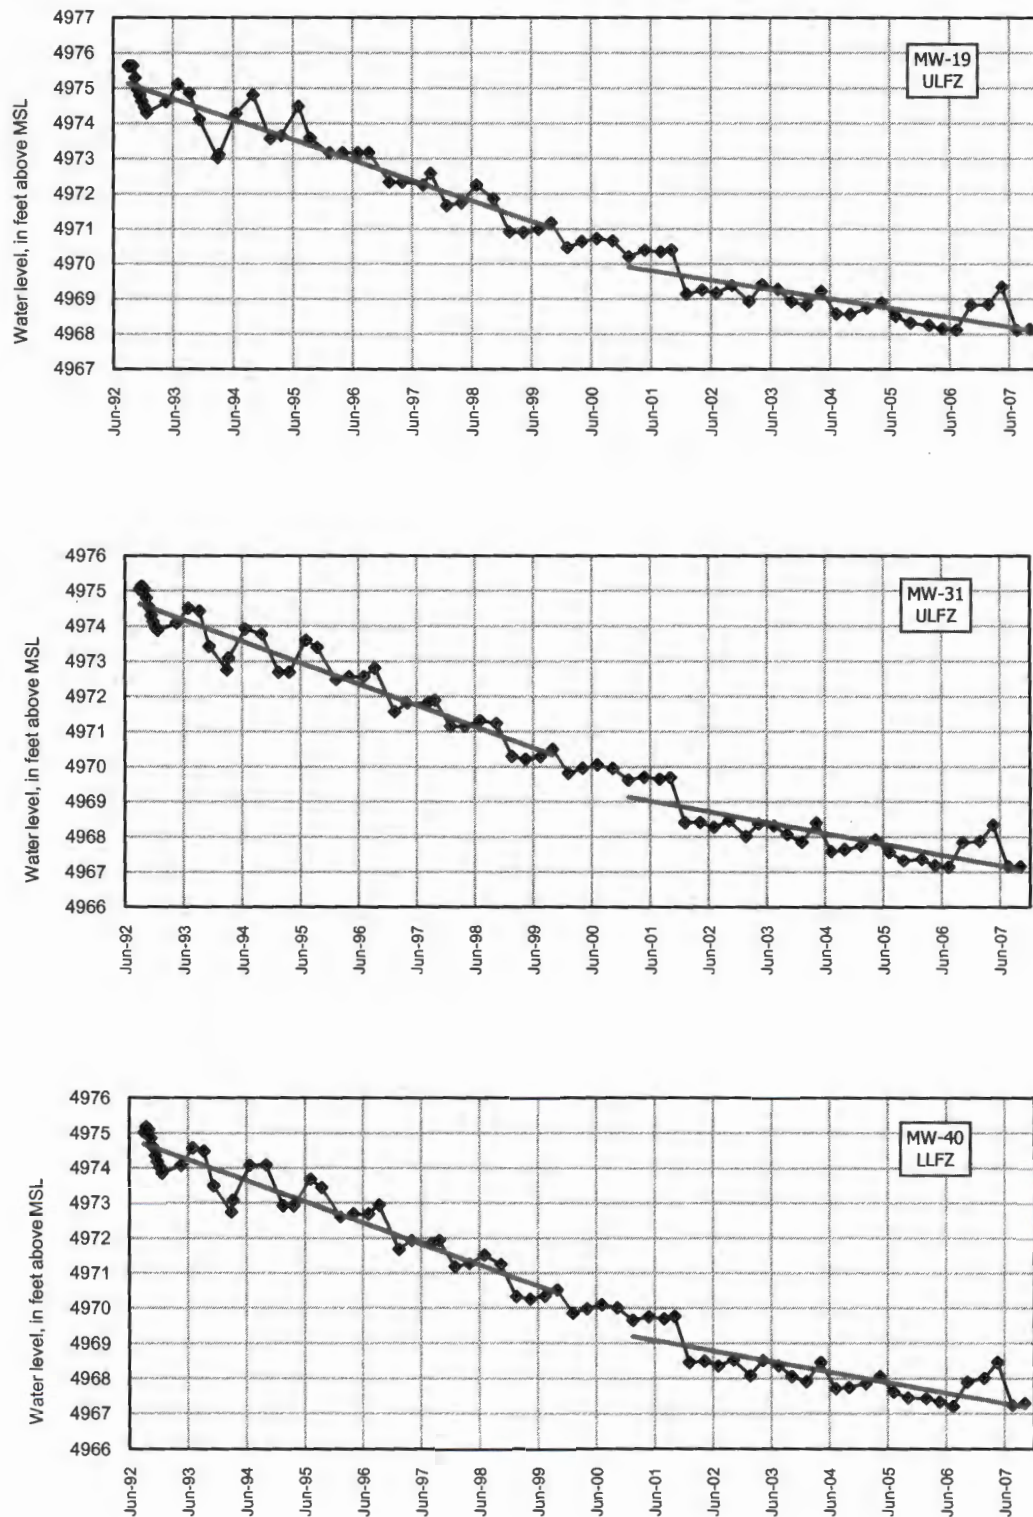 4977
4976
4975
4974
4973
4972
4971
4970
4969
4968
4967
Water level, in feet above MSL
MW-19
ULFZ
Jun-92
Jun-93
Jun-94
Jun-95
Jun-96
Jun-97
Jun-98
Jun-99
Jun-00
Jun-01
Jun-02
Jun-03
Jun-04
Jun-05
Jun-06
Jun-07
4976
4975
4974
4973
4972
4971
4970
4969
4968
4967
4966
Water level, in feet above MSL
MW-31
ULFZ
Jun-92
Jun-93
Jun-94
Jun-95
Jun-96
Jun-97
Jun-98
Jun-99
Jun-00
Jun-01
Jun-02
Jun-03
Jun-04
Jun-05
Jun-06
Jun-07
4976
4975
4974
4973
4972
4971
4970
4969
4968
4967
4966
Water level, in feet above MSL
MW-40
LLFZ
Jun-92
Jun-93
Jun-94
Jun-95
Jun-96
Jun-97
Jun-98
Jun-99
Jun-00
Jun-01
Jun-02
Jun-03
Jun-04
Jun-05
Jun-06
Jun-07